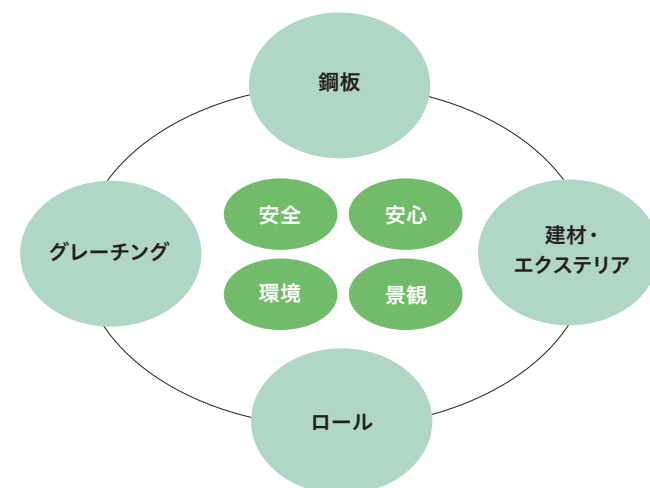 鋼板
安全
安心
グレーチング
建材・
エクステリア
環境
景観
ロール